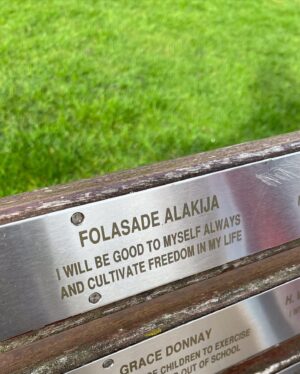 FOLASADE ALAKIJA
I WILL BE GOOD TO MYSELF ALWAYS
AND CULTIVATE FREEDOM IN MY LIFE
H.
GRACE DONNAY
CHILDREN TO EXERCISE
OUT OF SCHOOL